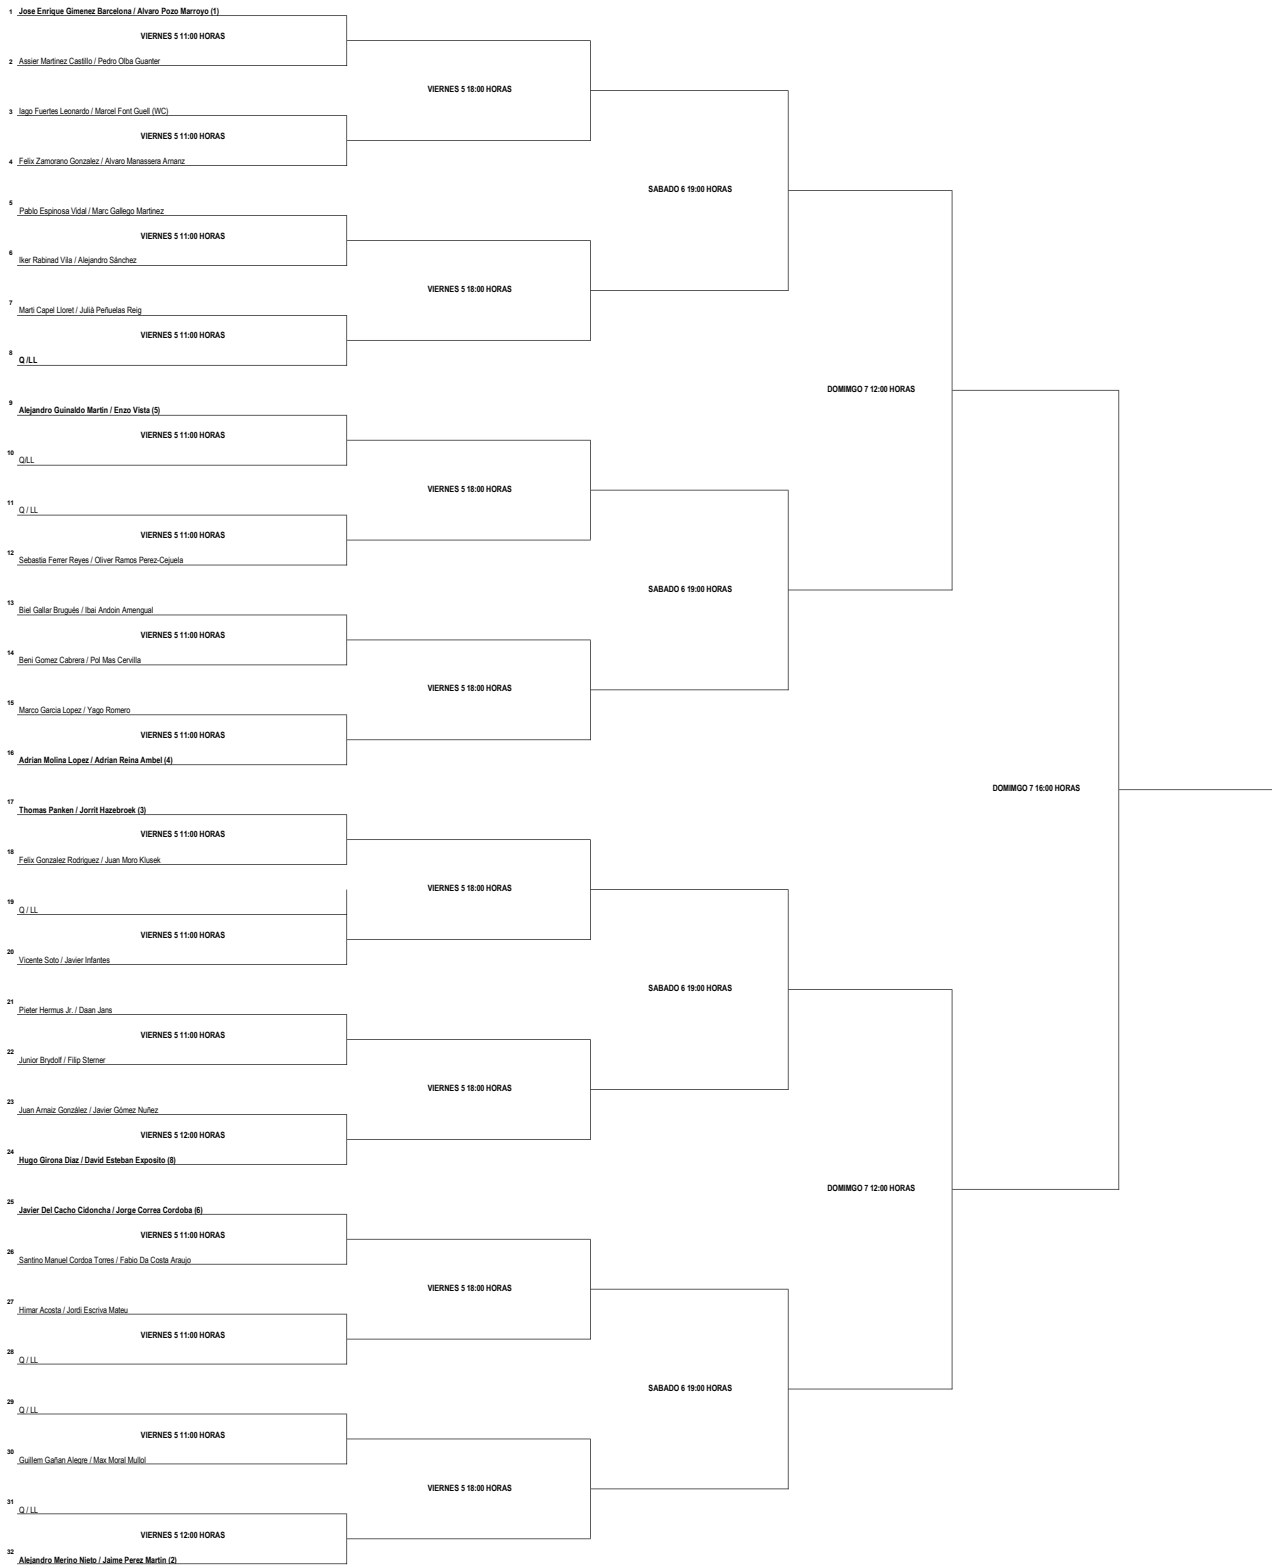 1 Jose Enrique Gimenez Barcelona / Alvaro Pozo Marroyo (1)
VIERNES 5 11:00 HORAS
2 Assier Martinez Castillo / Pedro Olba Guanter
VIERNES 5 18:00 HORAS
3 Iago Fuertes Leonardo / Marcel Font Guell (WC)
VIERNES 5 11:00 HORAS
4 Felix Zamorano Gonzalez / Alvaro Manassera Arnanz
SABADO 6 19:00 HORAS
5 Pablo Espinosa Vidal / Marc Gallego Martinez
VIERNES 5 11:00 HORAS
6 Iker Rabinad Vila / Alejandro Sánchez
VIERNES 5 18:00 HORAS
7 Marti Capel Lloret / Julià Peñuelas Reig
VIERNES 5 11:00 HORAS
8 Q /LL
DOMIMGO 7 12:00 HORAS
9 Alejandro Guinaldo Martin / Enzo Vista (5)
VIERNES 5 11:00 HORAS
10 Q/LL
VIERNES 5 18:00 HORAS
11 Q / LL
VIERNES 5 11:00 HORAS
12 Sebastia Ferrer Reyes / Oliver Ramos Perez-Cejuela
SABADO 6 19:00 HORAS
13 Biel Gallar Bruguès / Ibai Andoin Amengual
VIERNES 5 11:00 HORAS
14 Beni Gomez Cabrera / Pol Mas Cervilla
VIERNES 5 18:00 HORAS
15 Marco Garcia Lopez / Yago Romero
VIERNES 5 11:00 HORAS
16 Adrian Molina Lopez / Adrian Reina Ambel (4)
DOMIMGO 7 16:00 HORAS
17 Thomas Panken / Jorrit Hazebroek (3)
VIERNES 5 11:00 HORAS
18 Felix Gonzalez Rodriguez / Juan Moro Klusek
VIERNES 5 18:00 HORAS
19 Q / LL
VIERNES 5 11:00 HORAS
20 Vicente Soto / Javier Infantes
SABADO 6 19:00 HORAS
21 Pieter Hermus Jr. / Daan Jans
VIERNES 5 11:00 HORAS
22 Junior Brydolf / Filip Sterner
VIERNES 5 18:00 HORAS
23 Juan Arnaiz González / Javier Gómez Nuñez
VIERNES 5 12:00 HORAS
24 Hugo Girona Diaz / David Esteban Exposito (8)
DOMIMGO 7 12:00 HORAS
25 Javier Del Cacho Cidoncha / Jorge Correa Cordoba (6)
VIERNES 5 11:00 HORAS
26 Santino Manuel Cordoa Torres / Fabio Da Costa Araujo
VIERNES 5 18:00 HORAS
27 Himar Acosta / Jordi Escriva Mateu
VIERNES 5 11:00 HORAS
28 Q / LL
SABADO 6 19:00 HORAS
29 Q / LL
VIERNES 5 11:00 HORAS
30 Guillem Gañan Alegre / Max Moral Mullol
VIERNES 5 18:00 HORAS
31 Q / LL
VIERNES 5 12:00 HORAS
32 Alejandro Merino Nieto / Jaime Perez Martin (2)